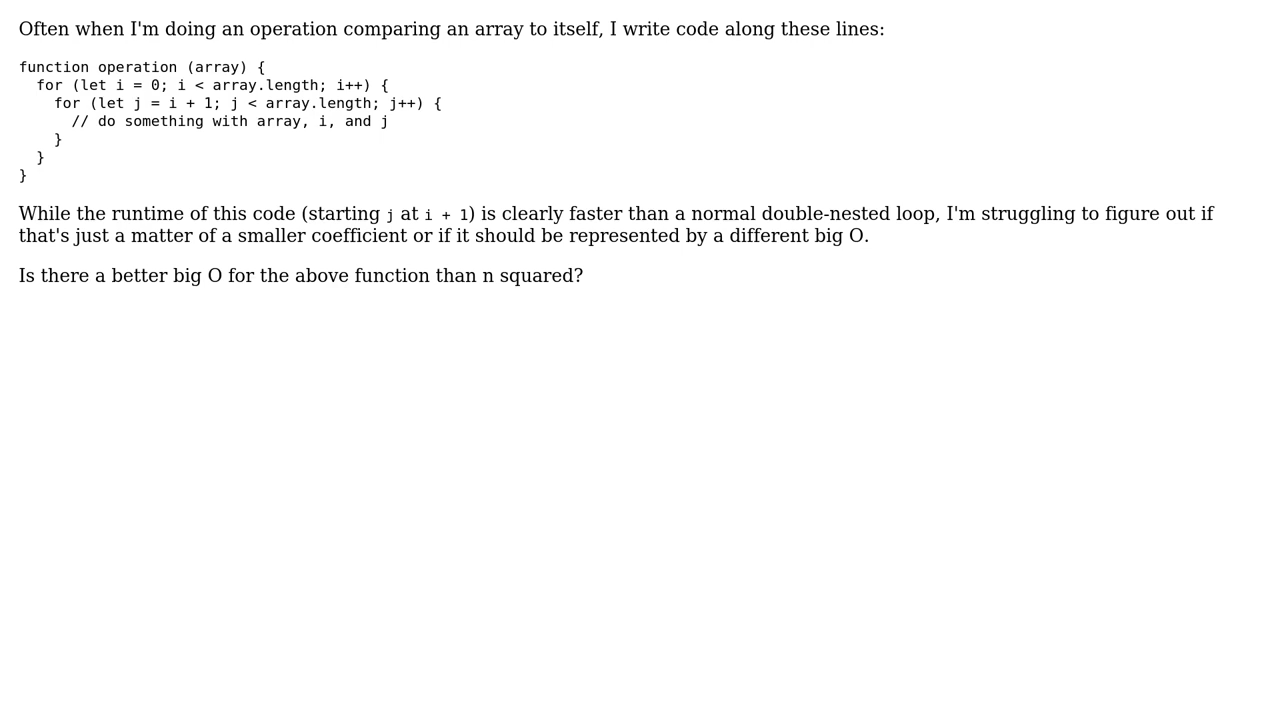 Often when I'm doing an operation comparing an array to itself, I write code along these lines:
function operation (array) {
  for (let i = 0; i < array.length; i++) {
    for (let j = i + 1; j < array.length; j++) {
      // do something with array, i, and j
    }
  }
}
While the runtime of this code (starting j at i + 1) is clearly faster than a normal double-nested loop, I'm struggling to figure out if
that's just a matter of a smaller coefficient or if it should be represented by a different big O.
Is there a better big O for the above function than n squared?